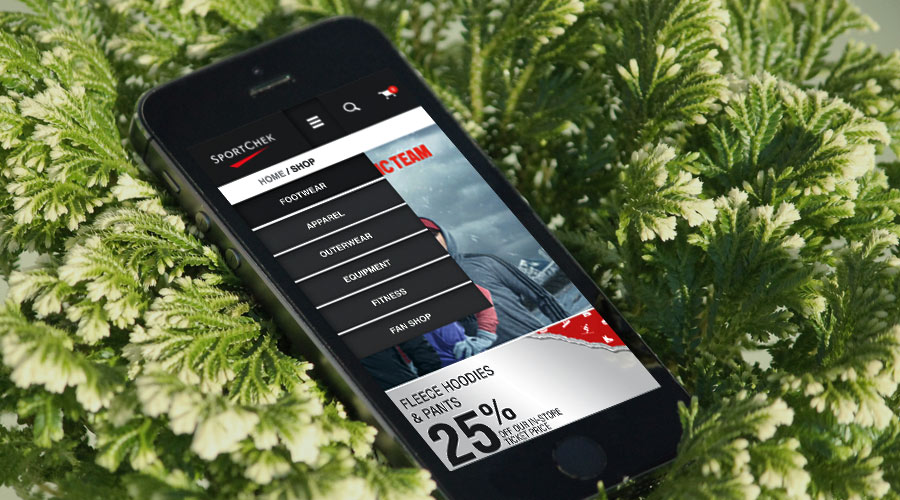 SPORTCHEK
HOME / SHOP
FOOTWEAR
APPAREL
OUTERWEAR
EQUIPMENT
FITNESS
FAN SHOP
TEAM
FLEECE HOODIES
& PANTS
25%
OFF OUR IN-STORE
TICKET PRICE